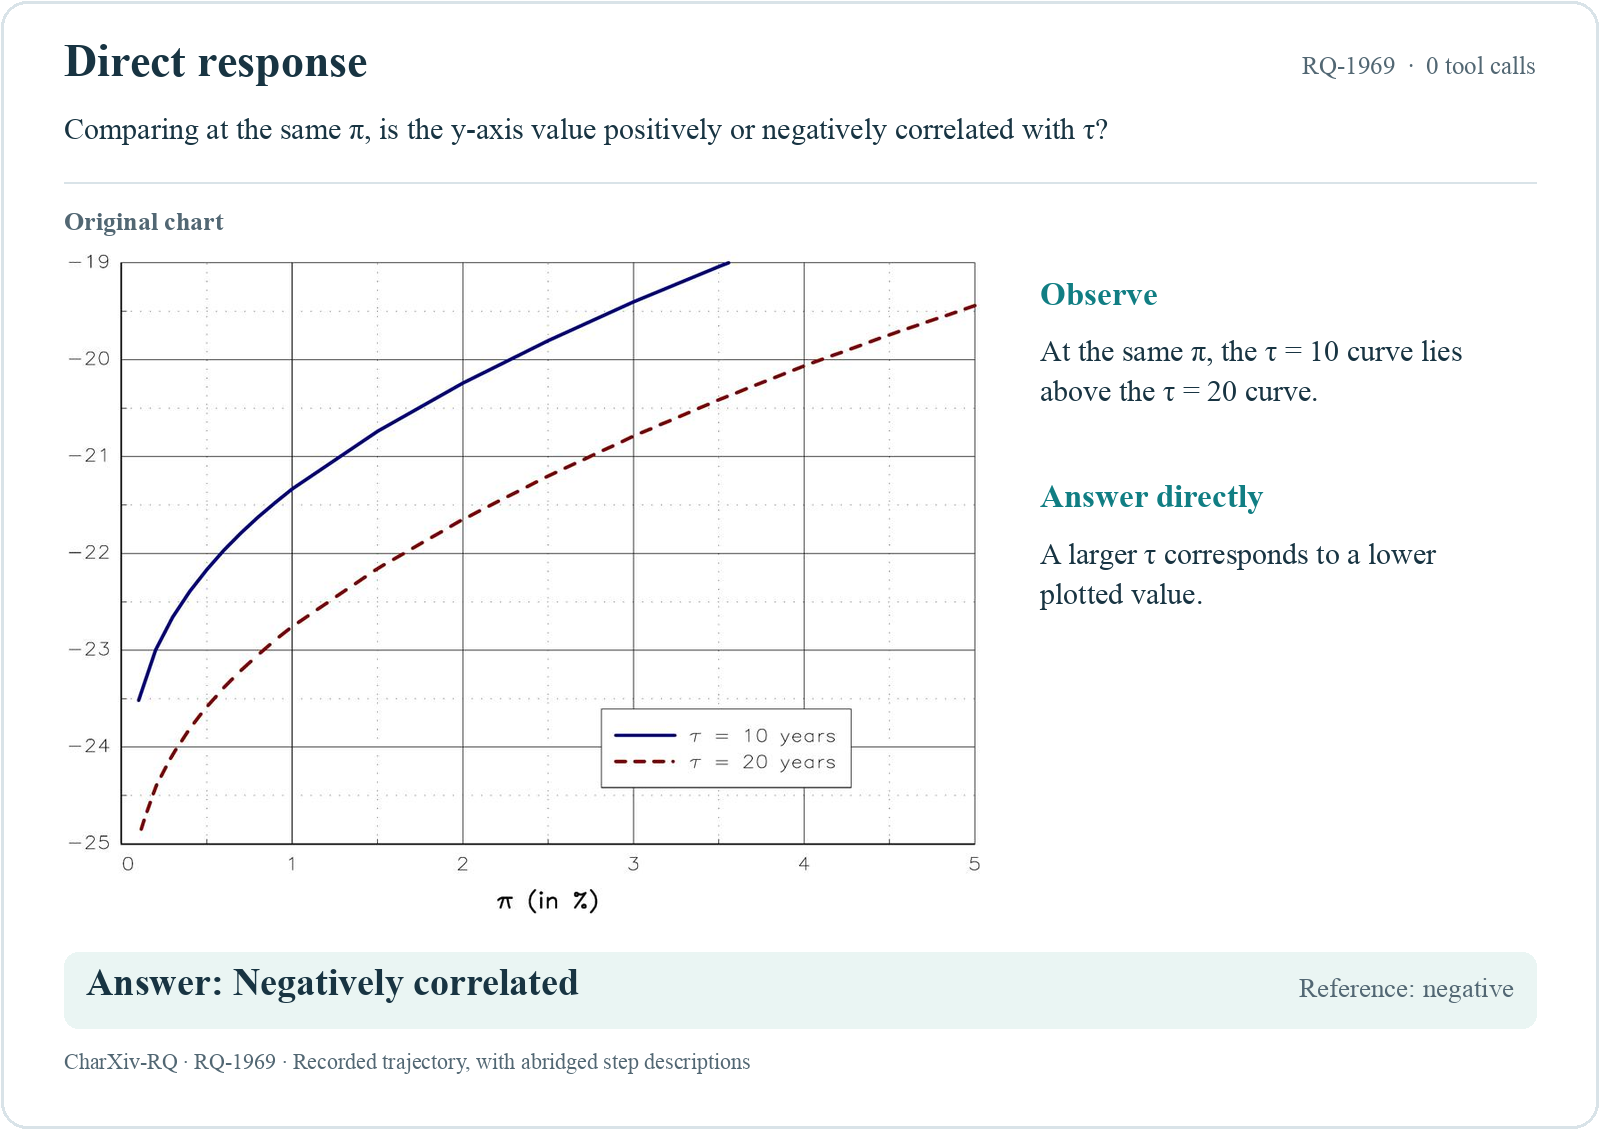 Direct response
RQ-1969 · 0 tool calls
Comparing at the same π, is the y-axis value positively or negatively correlated with τ?
Original chart
−19
−20
−21
−22
−23
−24
−25
0 1 2 3 4 5
π (in %)
τ = 10 years
τ = 20 years
Observe
At the same π, the τ = 10 curve lies
above the τ = 20 curve.
Answer directly
A larger τ corresponds to a lower
plotted value.
Answer: Negatively correlated
Reference: negative
CharXiv-RQ · RQ-1969 · Recorded trajectory, with abridged step descriptions